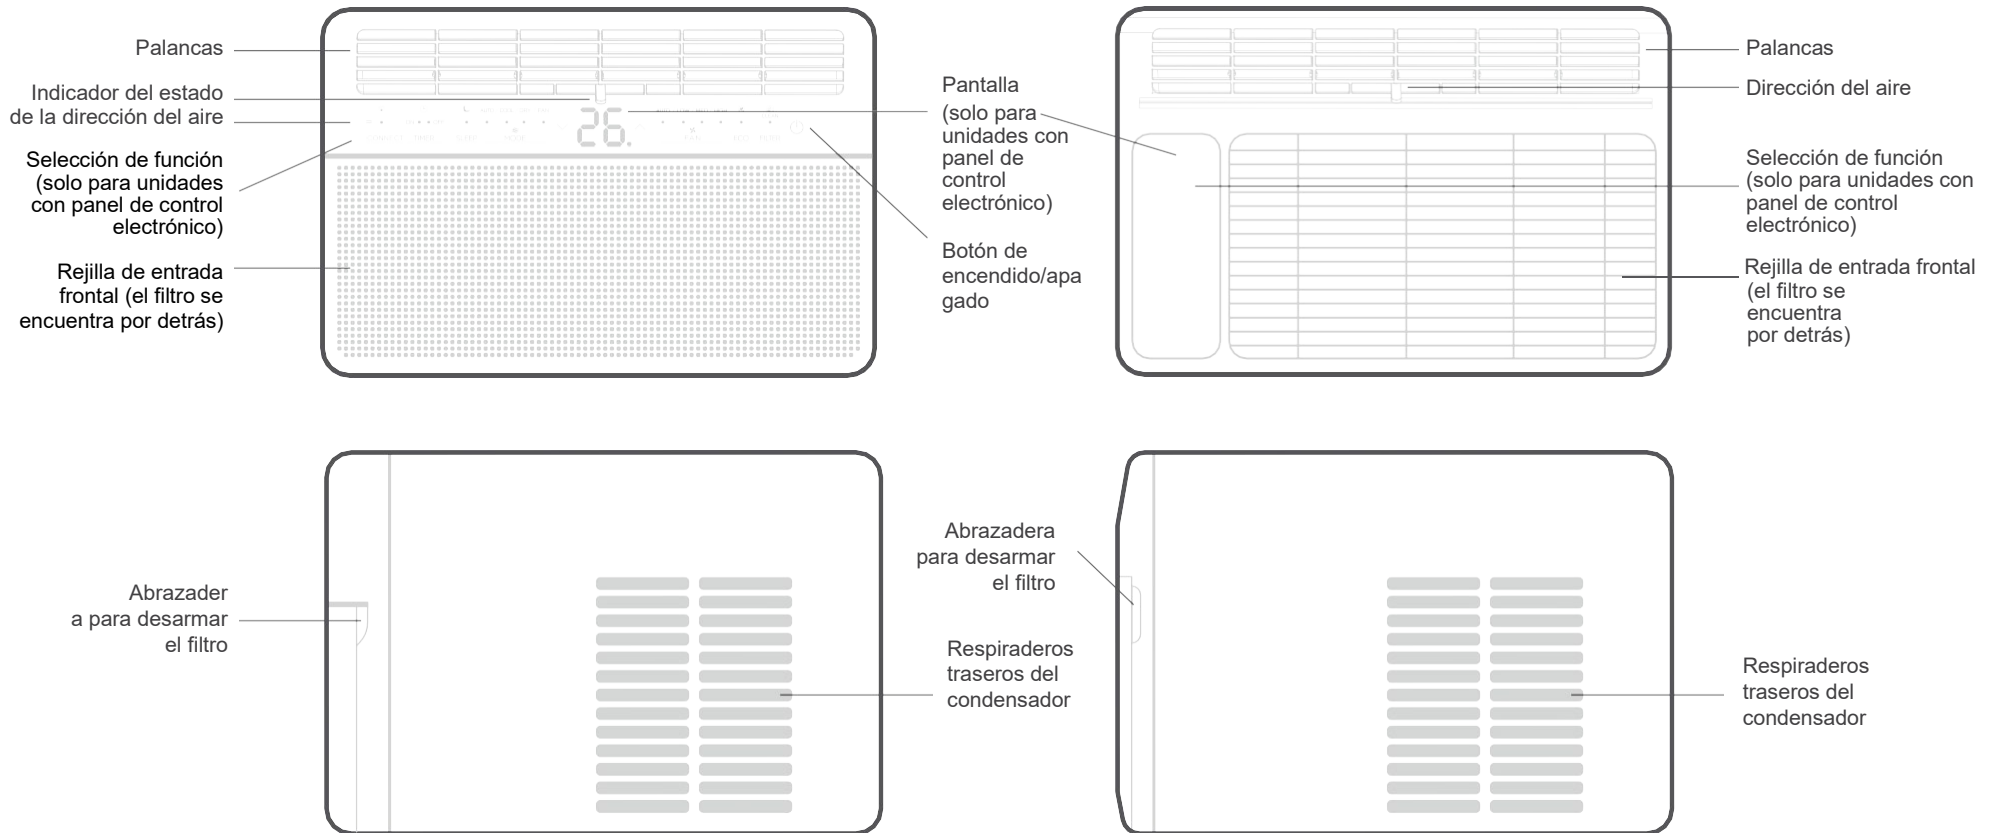 Palancas
Indicador del estado
de la dirección del aire
Selección de función
(solo para unidades
con panel de control
electrónico)
Rejilla de entrada
frontal (el filtro se
encuentra por detrás)
26.
Pantalla
(solo para
unidades con
panel de
control
electrónico)
Botón de
encendido/apa
gado
Palancas
Dirección del aire
Selección de función
(solo para unidades con
panel de control
electrónico)
Rejilla de entrada frontal
(el filtro se
encuentra
por detrás)
Abrazader
a para desarmar
el filtro
Respiraderos
traseros del
condensador
Abrazadera
para desarmar
el filtro
Respiraderos
traseros del
condensador